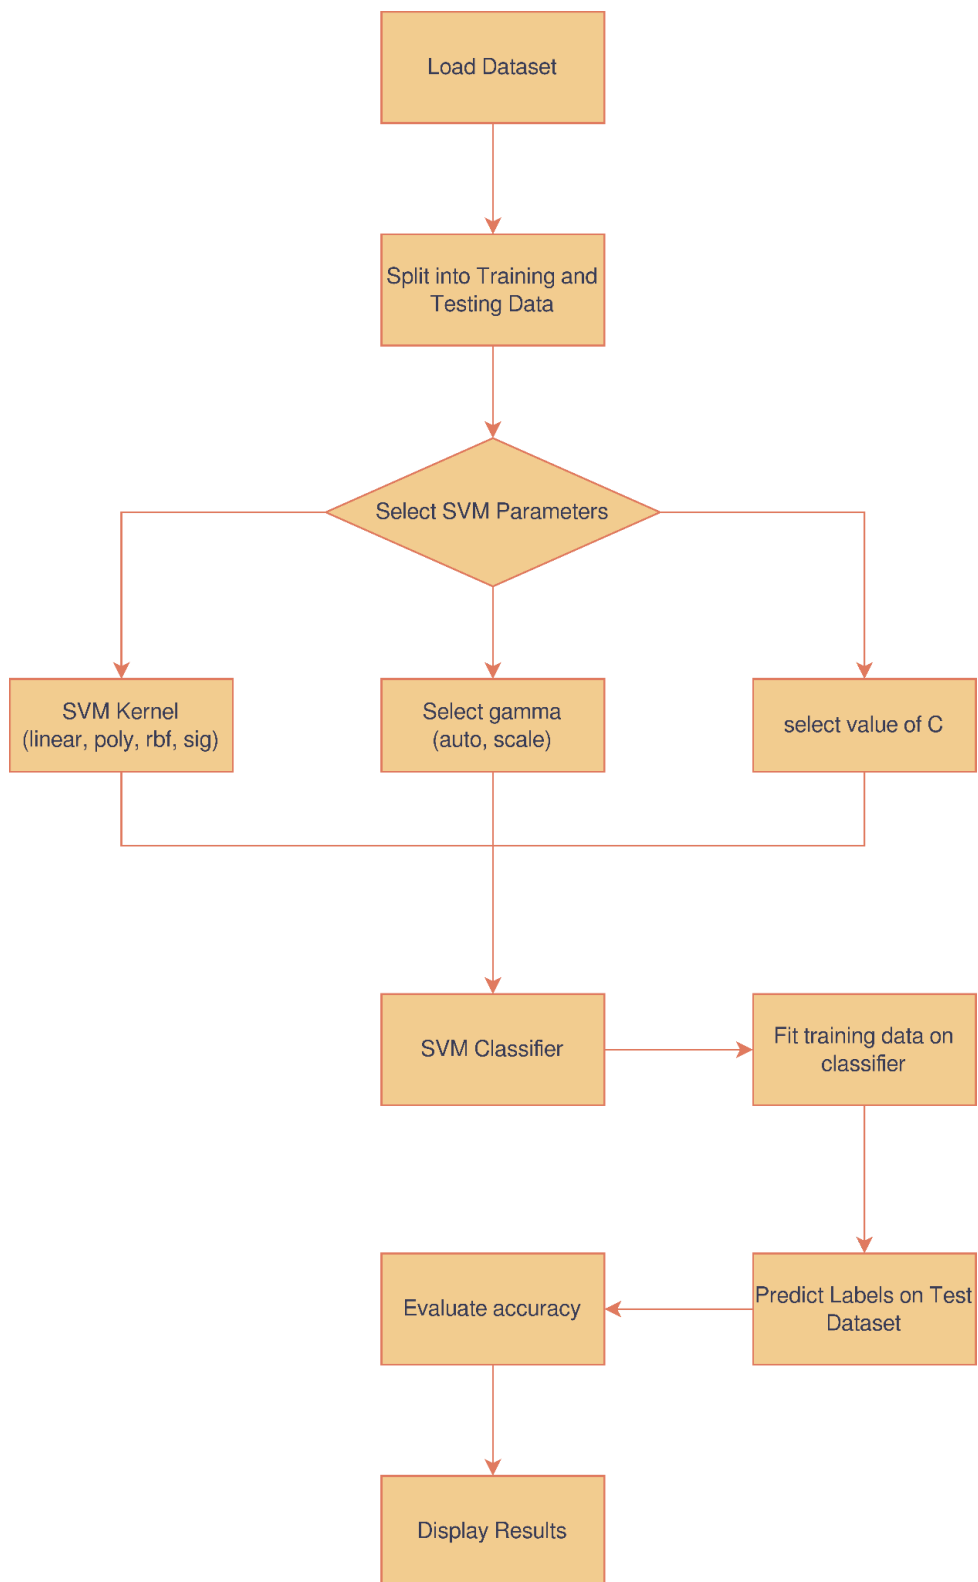 Load Dataset
Split into Training and
Testing Data
Select SVM Parameters
SVM Kernel
(linear, poly, rbf, sig)
Select gamma
(auto, scale)
select value of C
SVM Classifier
Fit training data on
classifier
Predict Labels on Test
Dataset
Evaluate accuracy
Display Results